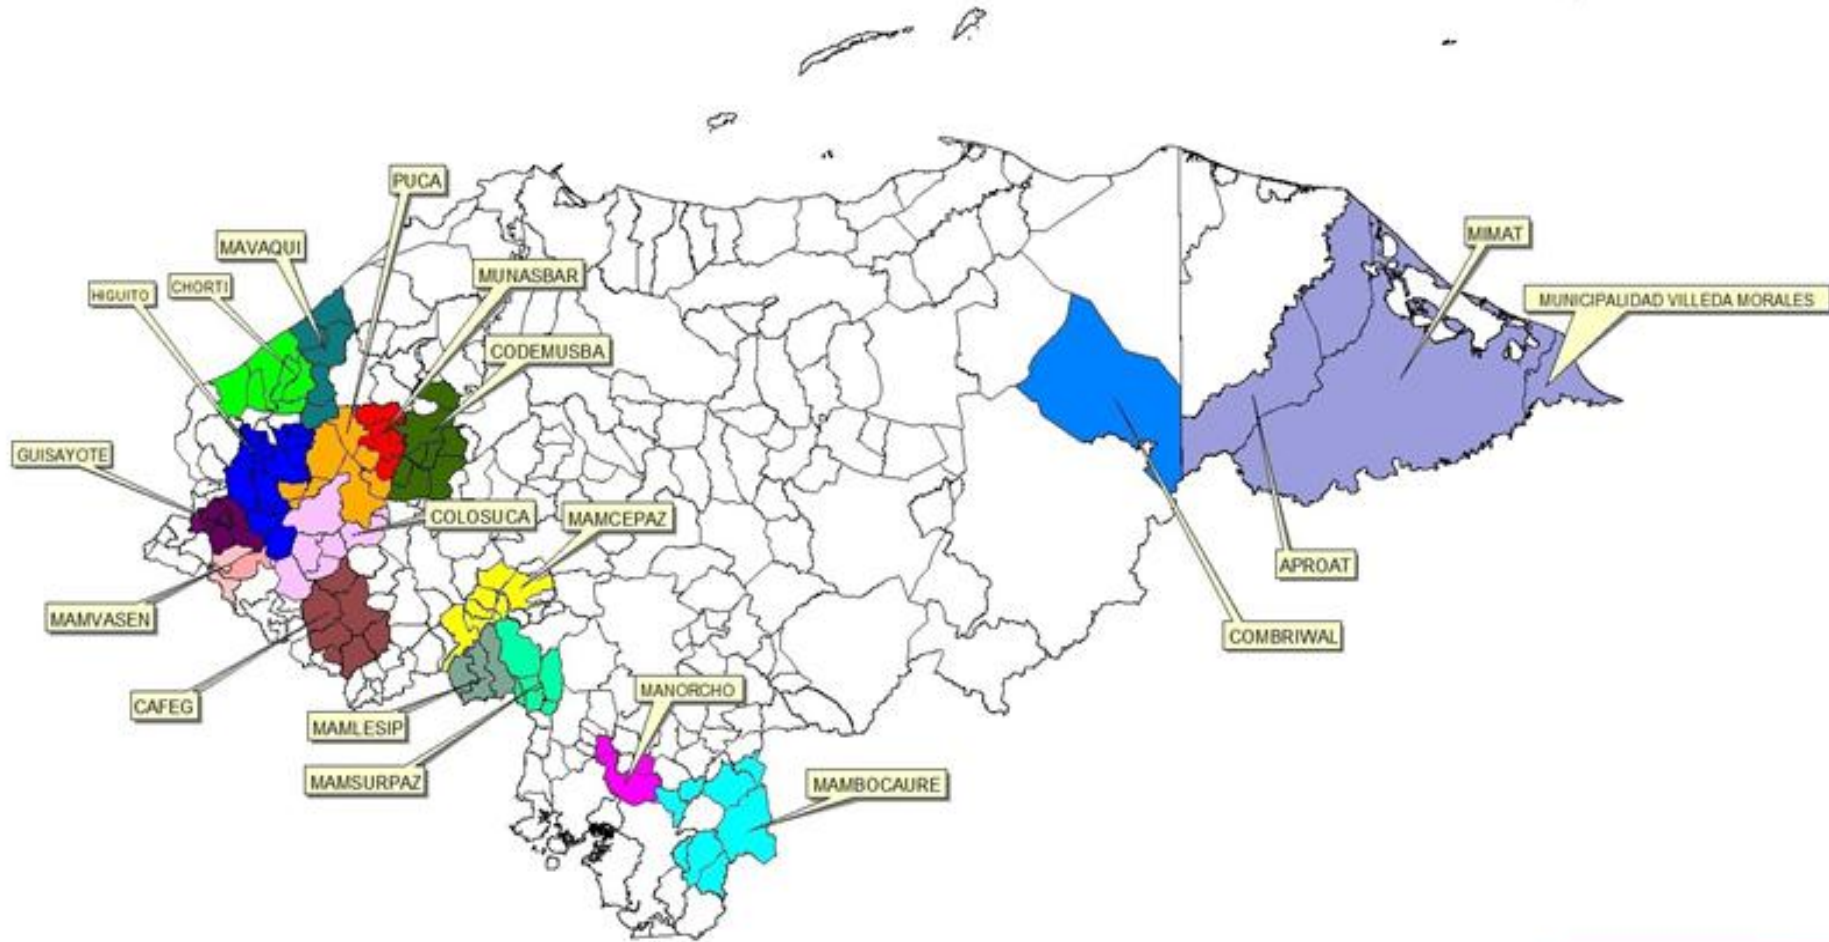 PUCA
MAVAQUI
MIMAT
MUNASBAR
CHORTI
HIGUITO
MUNICIPALIDAD VILLEDA MORALES
CODEMUSBA
GUISAYOTE
COLOSUCA
MAMCEPAZ
APROAT
MAMVASEN
COMBRIWAL
MANORCHO
CAFEG
MAMLESIP
MAMSURPAZ
MAMBOCAURE